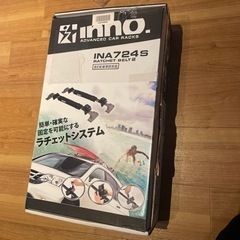 inno.
ADVANCED CAR RACKS
INA724S
RATCHET BELT 2
簡単・確実な
固定を可能にする
ラチェットシステム